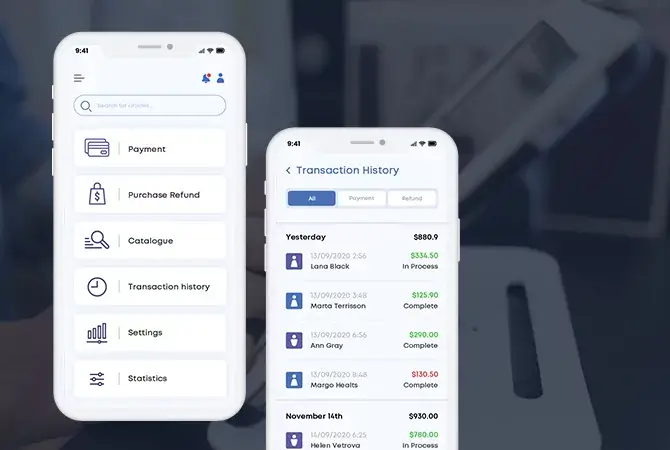 9:41
Search for orders...
Payment
Purchase Refund
Catalogue
Transaction history
Settings
Statistics
9:41
Transaction History
All Payment Refund
Yesterday $880.9
13/09/2020 2:56 $334.50
Lana Black In Process
13/09/2020 3:48 $125.90
Marta Terrisson Complete
13/09/2020 6:56 $290.00
Ann Gray Complete
13/09/2020 8:48 $130.50
Margo Healts Complete
November 14th $930.00
14/09/2020 6:25 $780.00
Helen Vetrova In Process